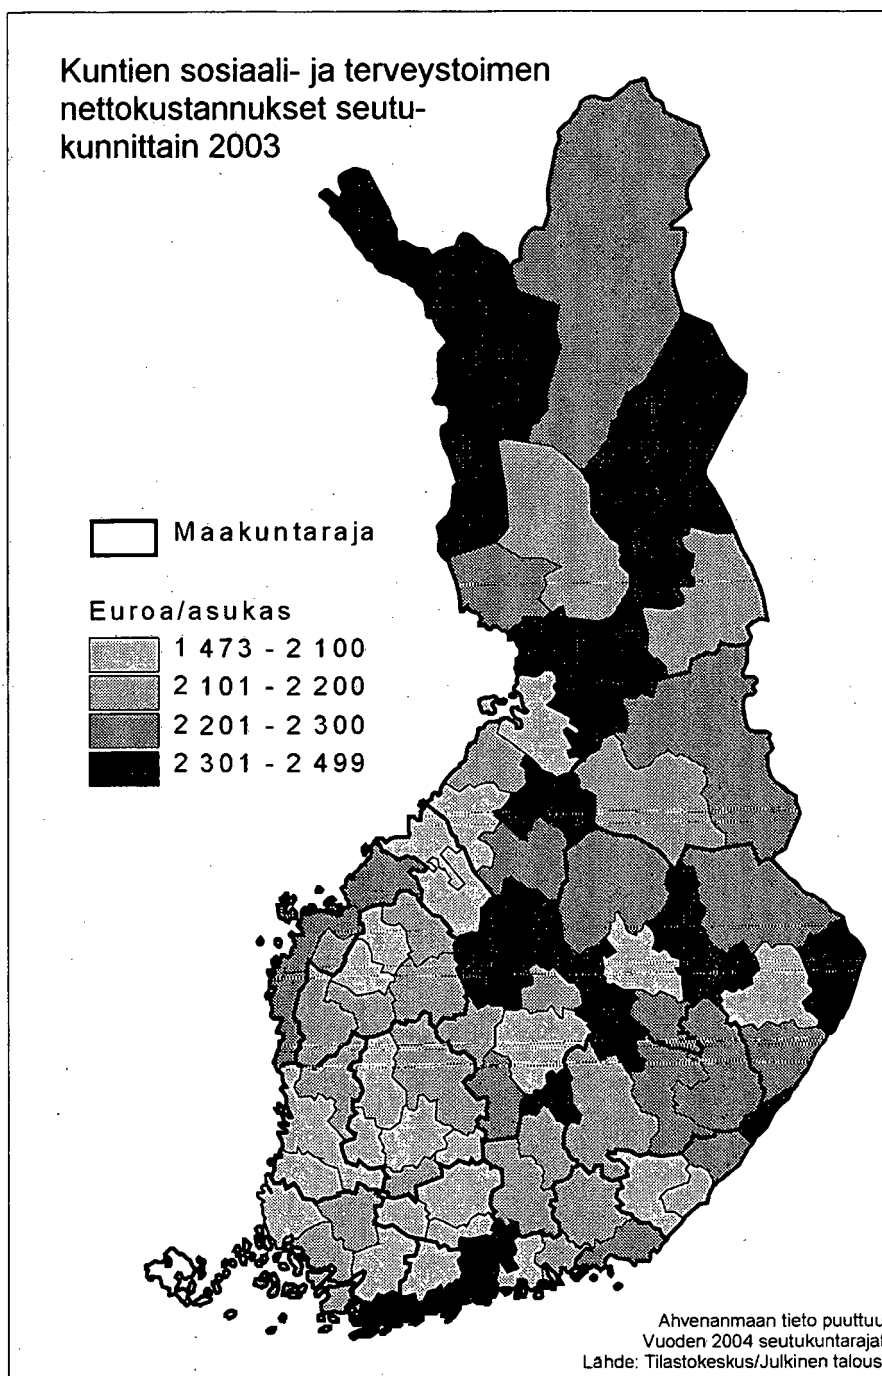 Kuntien sosiaali- ja terveystoimen
nettokustannukset seutu-
kunnittain 2003
Maakuntaraja
Euroa/asukas
1 473 - 2 100
2 101 - 2 200
2 201 - 2 300
2 301 - 2 499
Ahvenanmaan tieto puuttuu
Vuoden 2004 seutukuntarajat
Lähde: Tilastokeskus/Julkinen talous